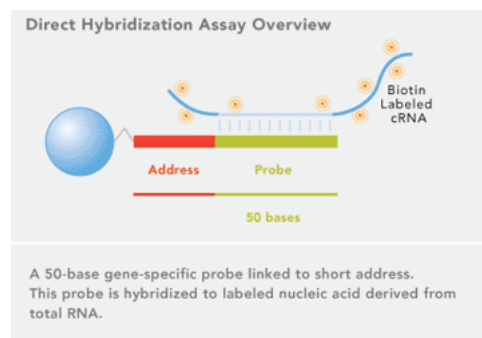 Direct Hybridization Assay Overview
Biotin
Labeled
cRNA
Address
Probe
50 bases
A 50-base gene-specific probe linked to short address.
This probe is hybridized to labeled nucleic acid derived from
total RNA.